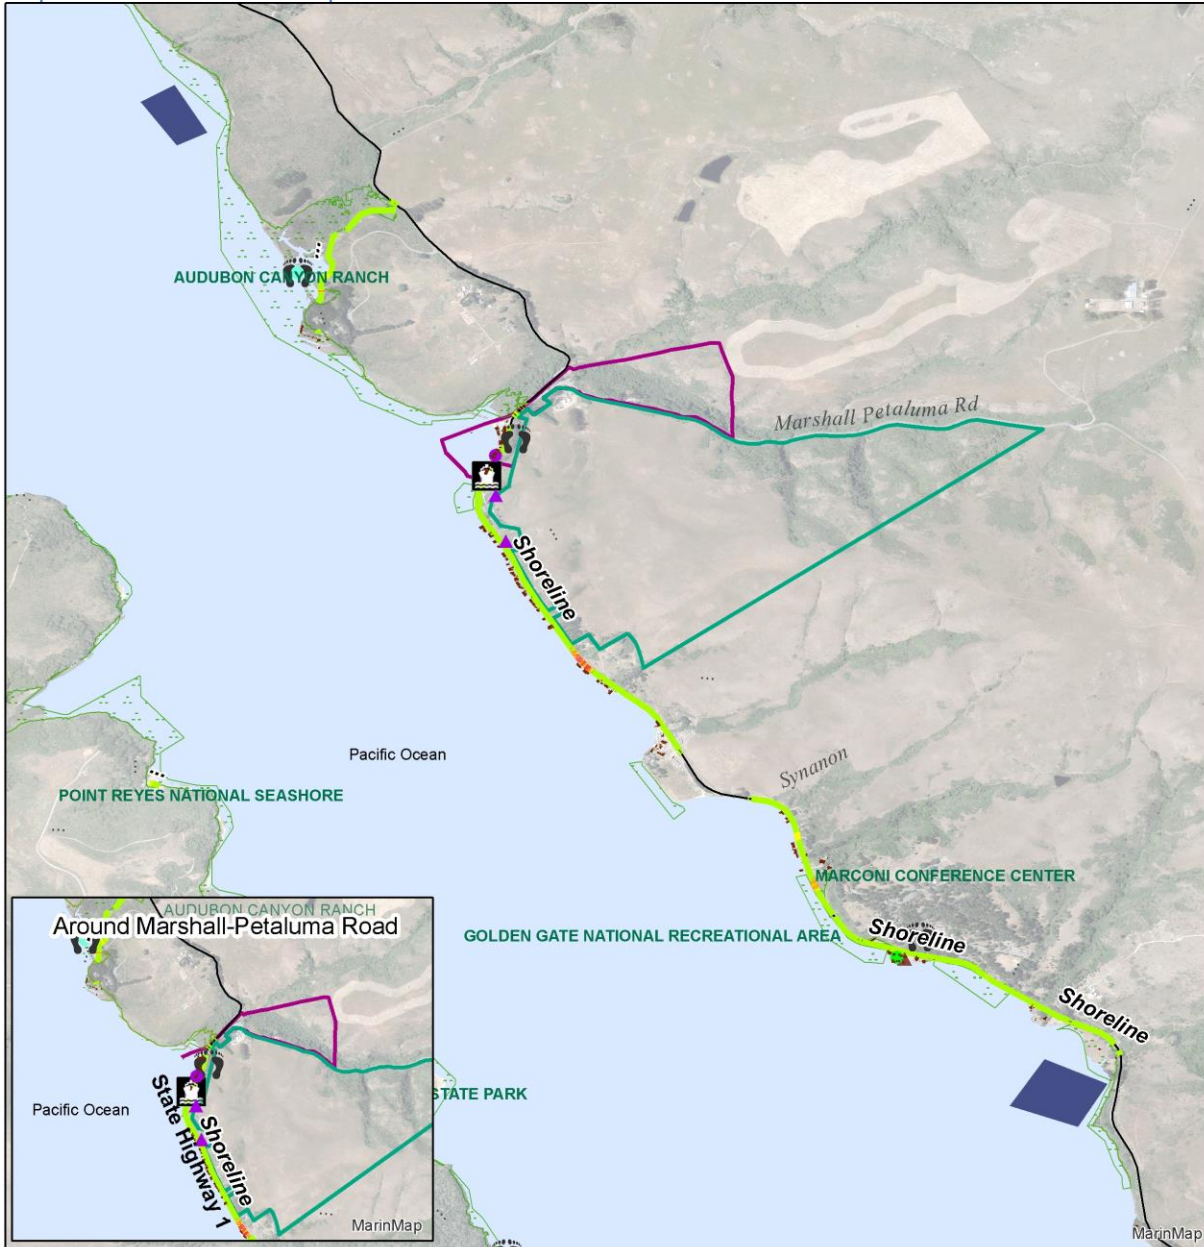 AUDUBON CANYON RANCH
Marshall Petaluma Rd
Shoreline
Pacific Ocean
Synanon
POINT REYES NATIONAL SEASHORE
MARCONI CONFERENCE CENTER
GOLDEN GATE NATIONAL RECREATIONAL AREA
Shoreline
Shoreline
AUDUBON CANYON RANCH
Around Marshall-Petaluma Road
STATE PARK
Pacific Ocean
State Highway 1
Shoreline
MarinMap
MarinMap